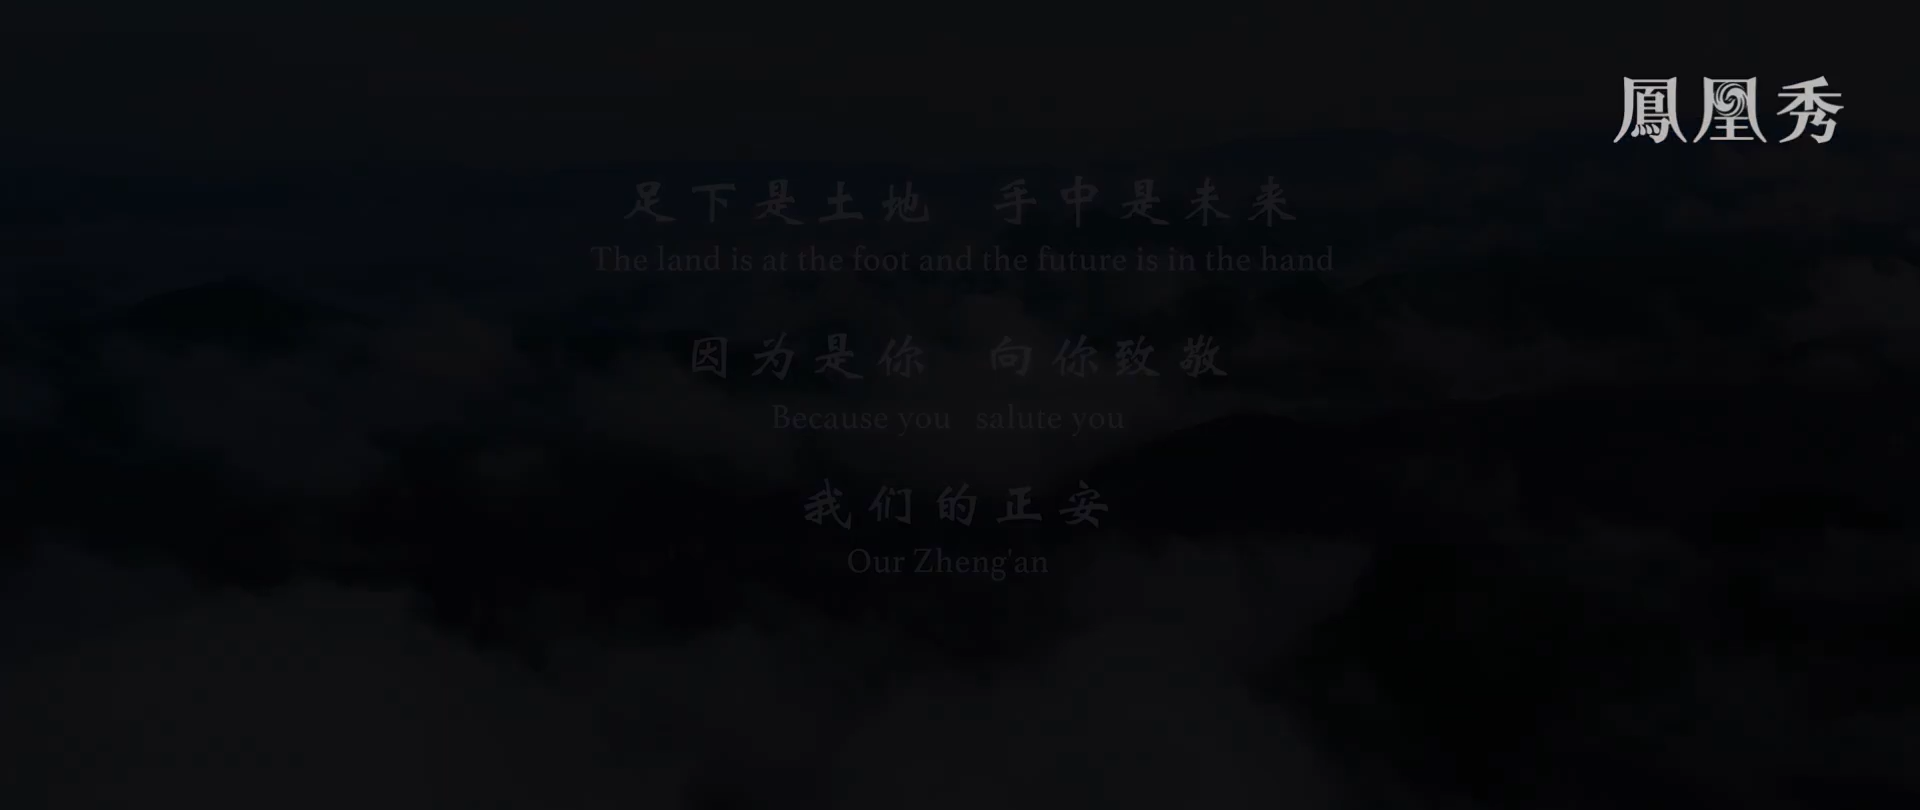 鳳凰秀
足下是土地 手中是未来
The land is at the foot and the future is in the hand
因为是你 向你致敬
Because you salute you
我们的正安
Our Zheng'an